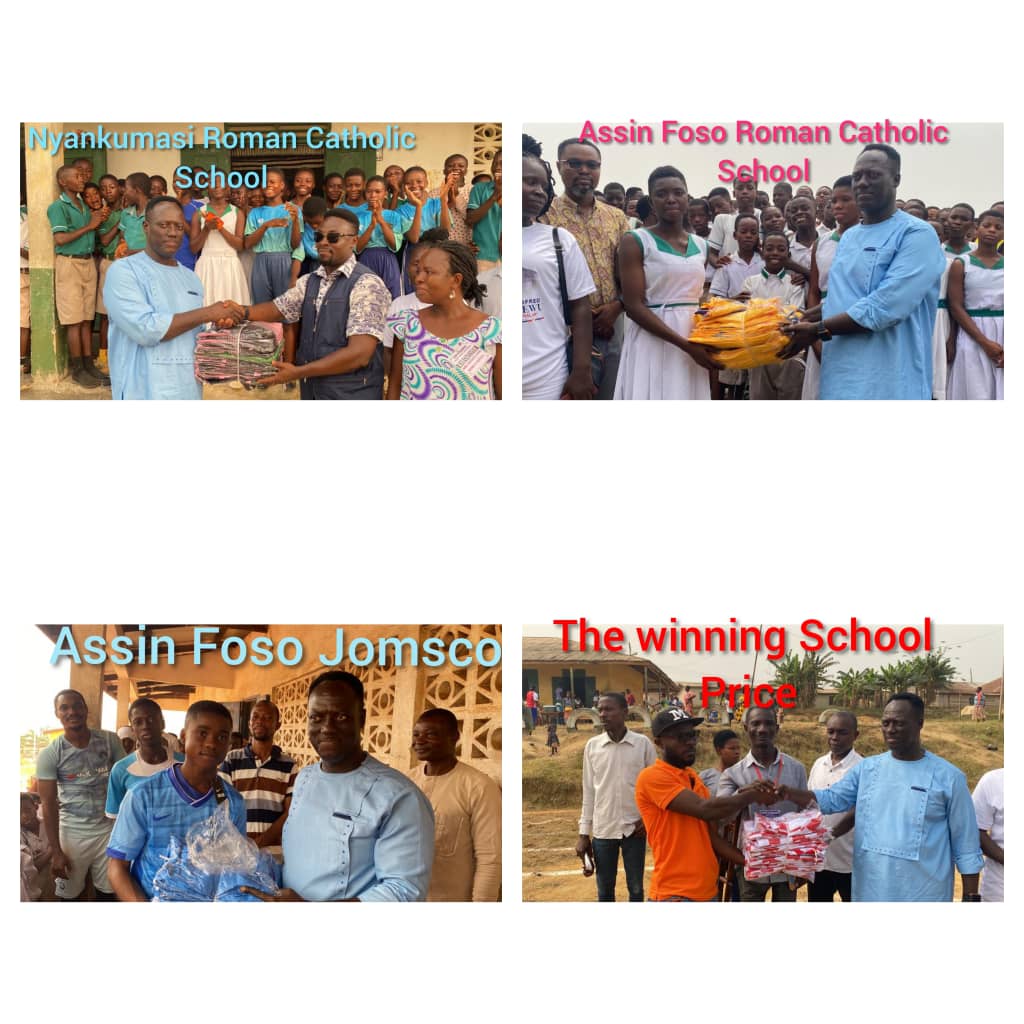 Nyankumasi Roman Catholic
School
Assin Foso Roman Catholic
School
Assin Foso Jomsco
The winning School
Price